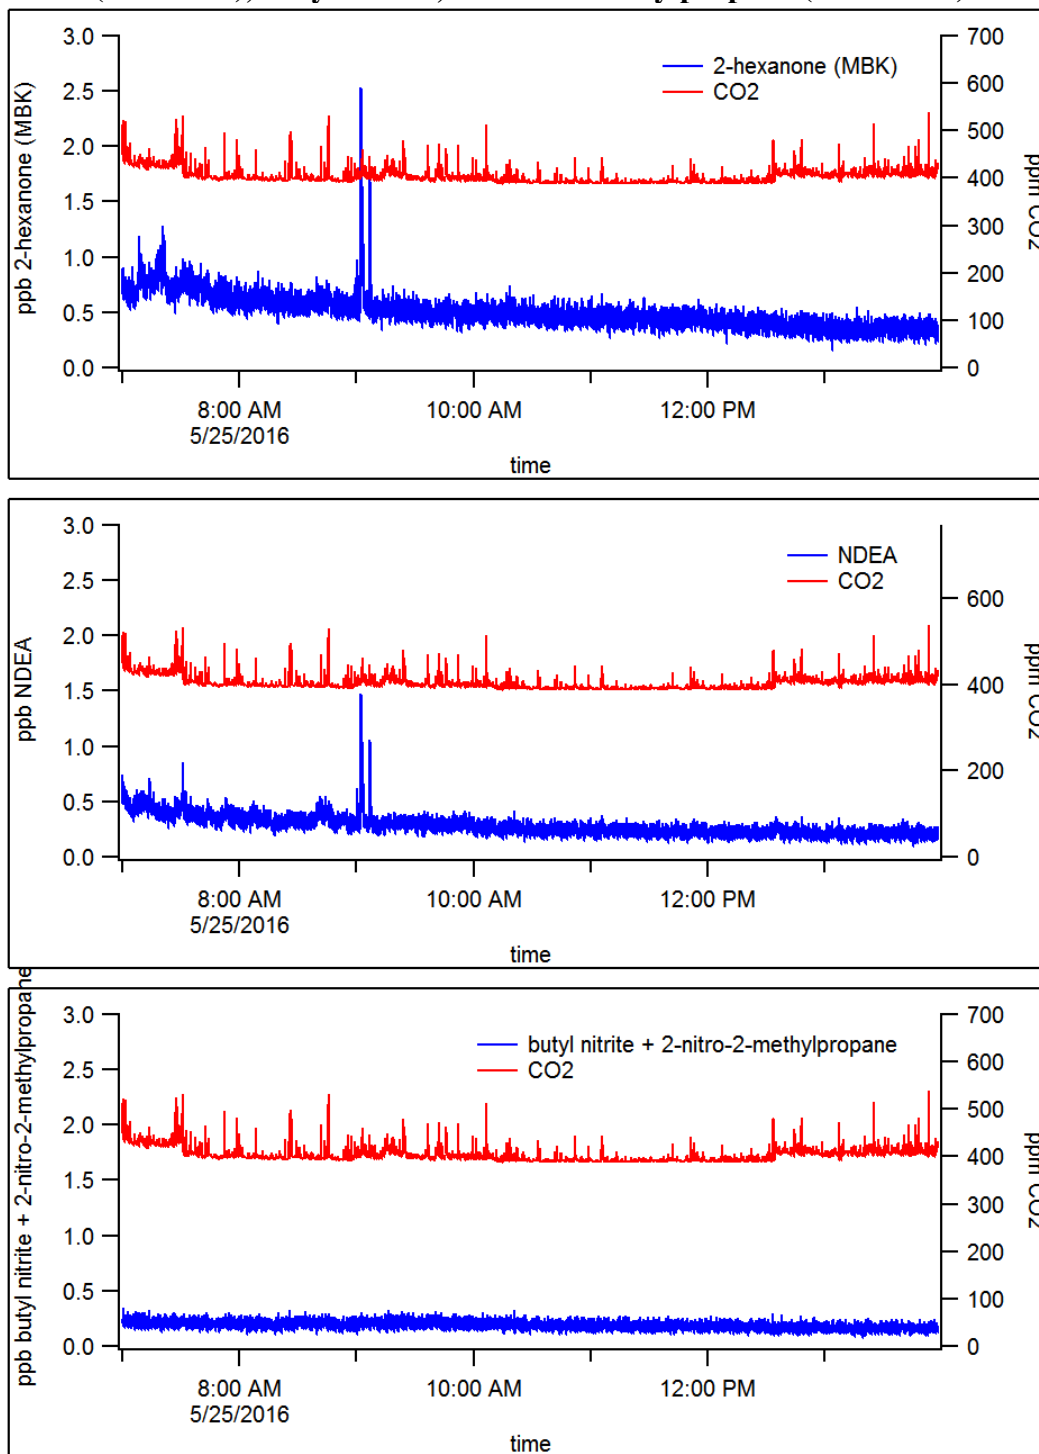 3.0
2.5
2.0
1.5
1.0
0.5
0.0
ppb 2-hexanone (MBK)
2-hexanone (MBK)
CO2
700
600
500
400
300
200
100
0
ppm CO2
8:00 AM
5/25/2016
10:00 AM
12:00 PM
time
3.0
2.5
2.0
1.5
1.0
0.5
0.0
ppb NDEA
NDEA
CO2
600
400
200
0
ppm CO2
8:00 AM
5/25/2016
10:00 AM
12:00 PM
time
3.0
2.5
2.0
1.5
1.0
0.5
0.0
ppb butyl nitrite + 2-nitro-2-methylpropane
butyl nitrite + 2-nitro-2-methylpropane
CO2
700
600
500
400
300
200
100
0
ppm CO2
8:00 AM
5/25/2016
10:00 AM
12:00 PM
time